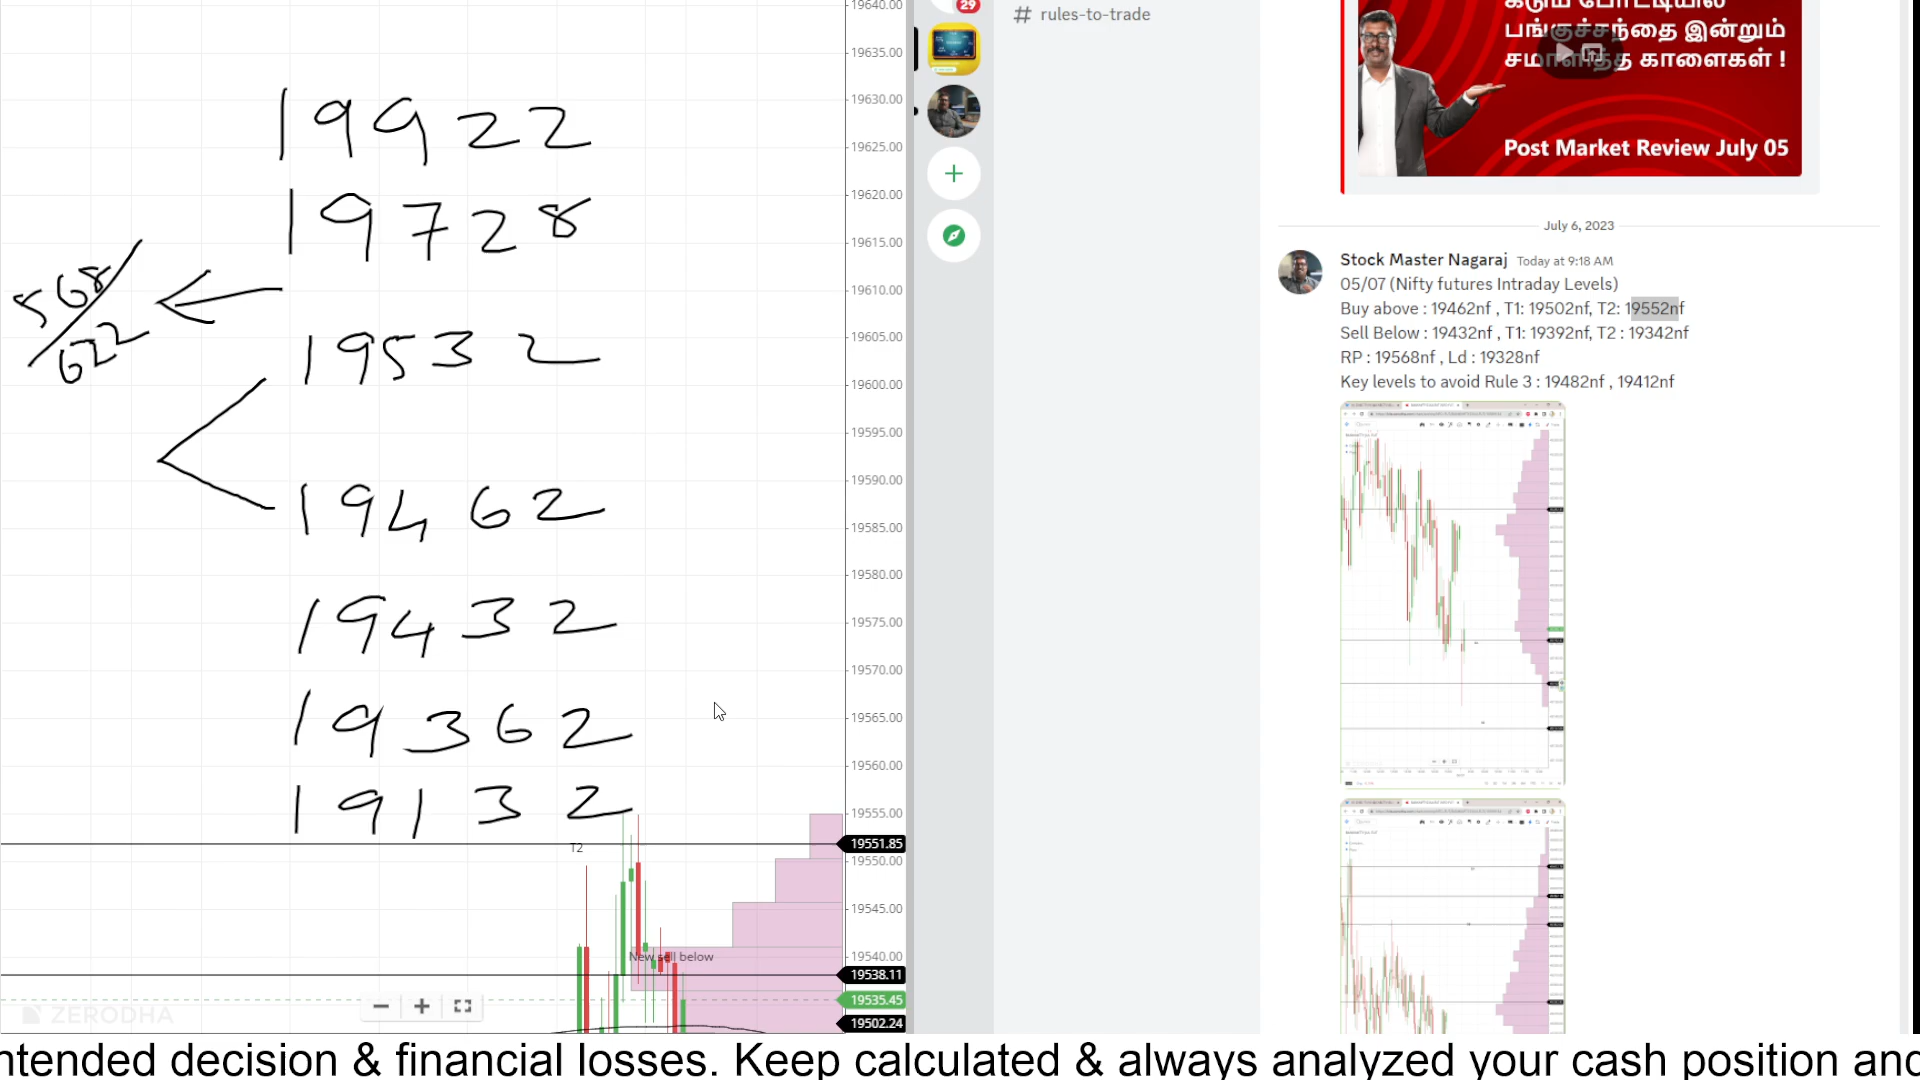 19922
19728
568/622
19532
19462
19432
19362
19132
19640.00
19635.00
19630.00
19625.00
19620.00
19615.00
19610.00
19605.00
19600.00
19595.00
19590.00
19585.00
19580.00
19575.00
19570.00
19565.00
19560.00
19555.00
19551.85
19550.00
19545.00
19540.00
19538.11
19535.45
19502.24
T2
New sell below
ZERODHA
29
# rules-to-trade
பங்குச்சந்தை இன்றும்
சமாளித்த காளைகள் !
Post Market Review July 05
July 6, 2023
Stock Master Nagaraj Today at 9:18 AM
05/07 (Nifty futures Intraday Levels)
Buy above : 19462nf , T1: 19502nf, T2: 19552nf
Sell Below : 19432nf , T1: 19392nf, T2 : 19342nf
RP : 19568nf , Ld : 19328nf
Key levels to avoid Rule 3 : 19482nf , 19412nf
ntended decision & financial losses. Keep calculated & always analyzed your cash position and